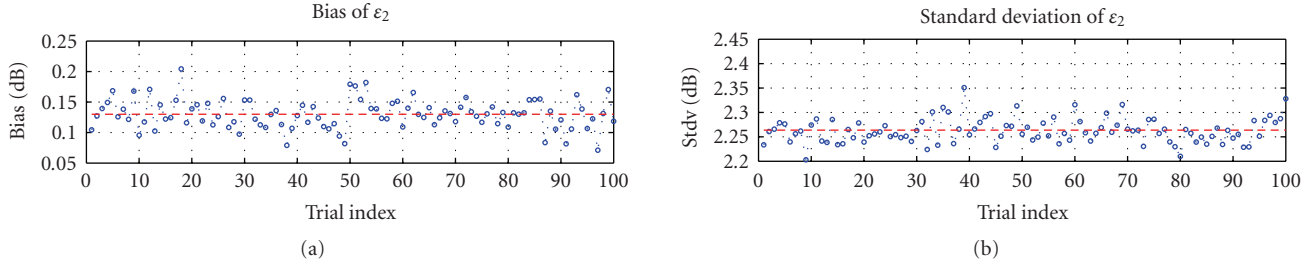 Bias of ε2
0.25
0.2
0.15
0.1
0.05
Bias (dB)
0 10 20 30 40 50 60 70 80 90 100
Trial index
(a)
Standard deviation of ε2
2.45
2.4
2.35
2.3
2.25
2.2
Stdv (dB)
0 10 20 30 40 50 60 70 80 90 100
Trial index
(b)